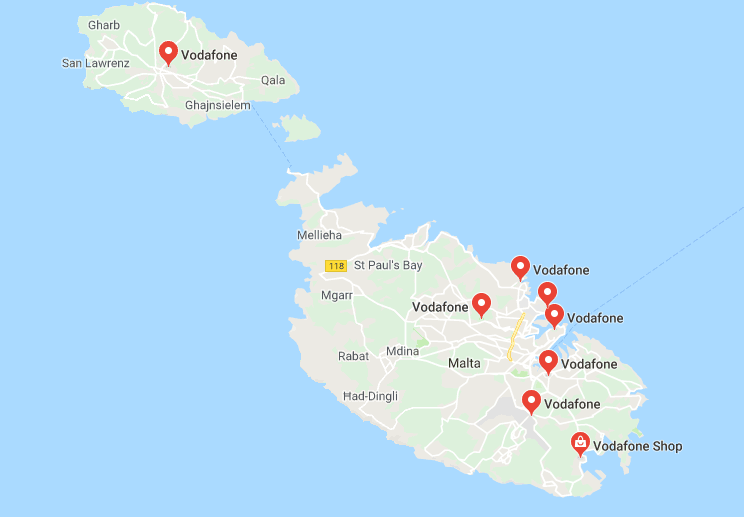 Gharb
Vodafone
San Lawrenz
Qala
Ghajnsielem
Mellieha
118
St Paul's Bay
Vodafone
Mgarr
Vodafone
Vodafone
Rabat
Mdina
Malta
Vodafone
Had-Dingli
Vodafone
Vodafone Shop